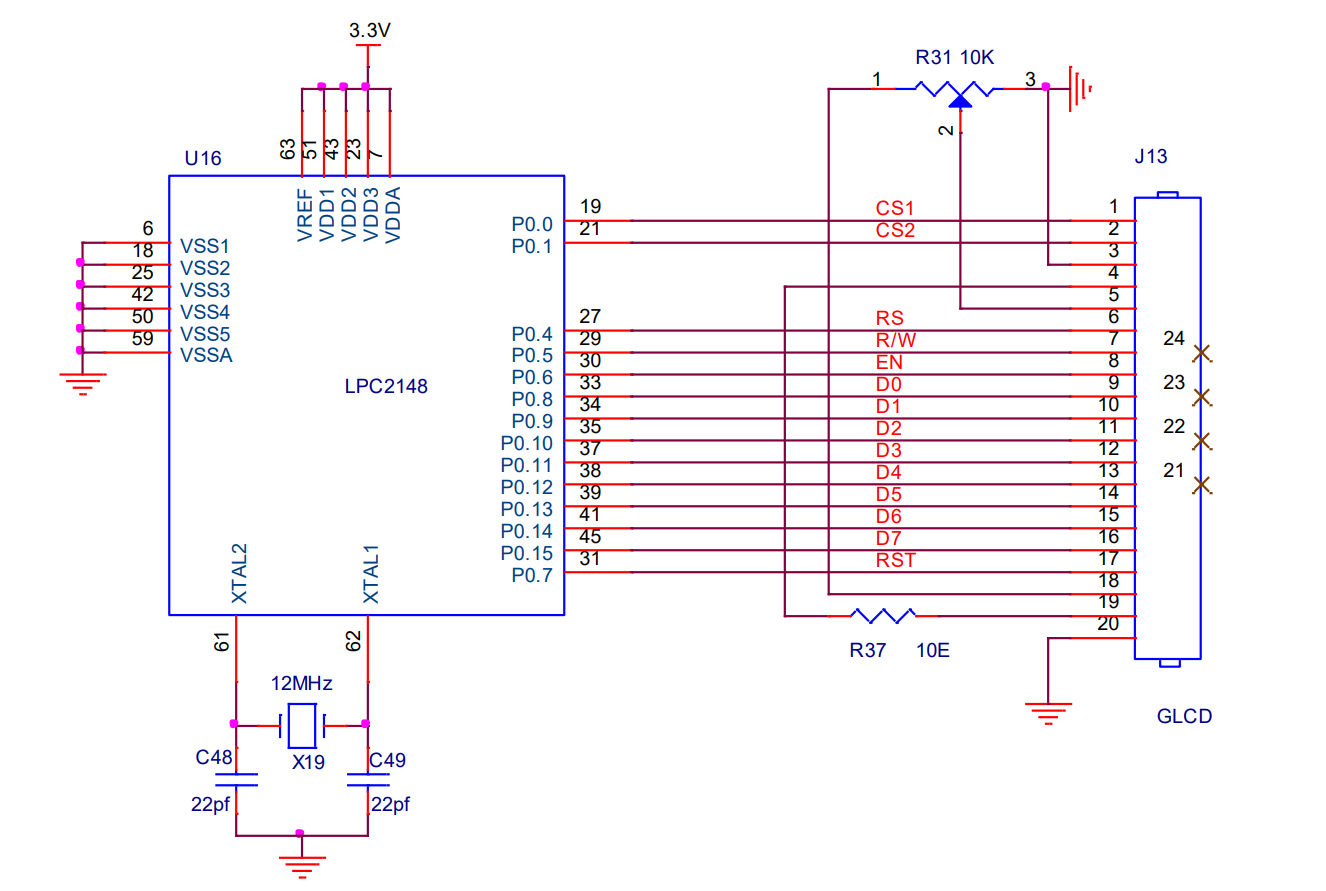 3.3V
R31 10K
1
3
2
63
51
43
23
7
U16
J13
VREF
VDD1
VDD2
VDD3
VDDA
6
VSS1
18
VSS2
25
VSS3
42
VSS4
50
VSS5
59
VSSA
LPC2148
P0.0
19
CS1
1
P0.1
21
CS2
2
3
4
5
P0.4
27
RS
6
P0.5
29
R/W
7
P0.6
30
EN
8
P0.8
33
D0
9
P0.9
34
D1
10
P0.10
35
D2
11
P0.11
37
D3
12
P0.12
38
D4
13
P0.13
39
D5
14
P0.14
41
D6
15
P0.15
45
D7
16
P0.7
31
RST
17
18
19
20
24
23
22
21
XTAL2
XTAL1
61
62
R37 10E
12MHz
X19
C48
22pf
C49
22pf
GLCD